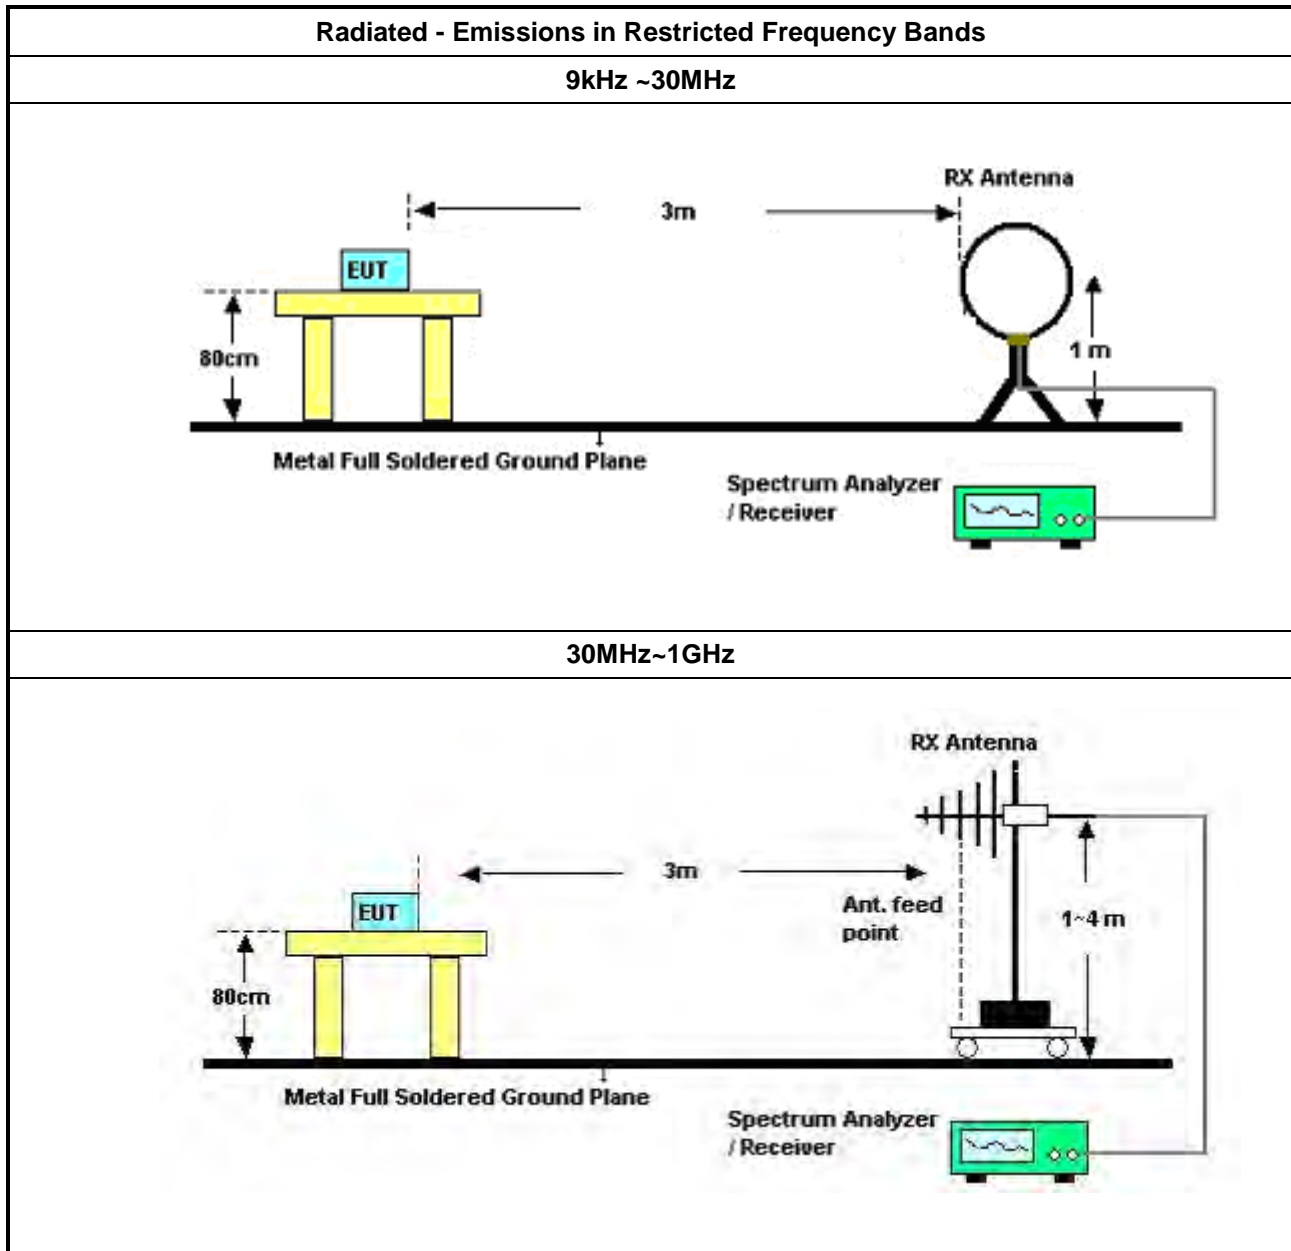 Radiated - Emissions in Restricted Frequency Bands
9kHz ~30MHz
RX Antenna
3m
EUT
80cm
1 m
Metal Full Soldered Ground Plane
Spectrum Analyzer
/ Receiver
30MHz~1GHz
RX Antenna
3m
EUT
Ant. feed
point
1~4 m
80cm
Metal Full Soldered Ground Plane
Spectrum Analyzer
/ Receiver